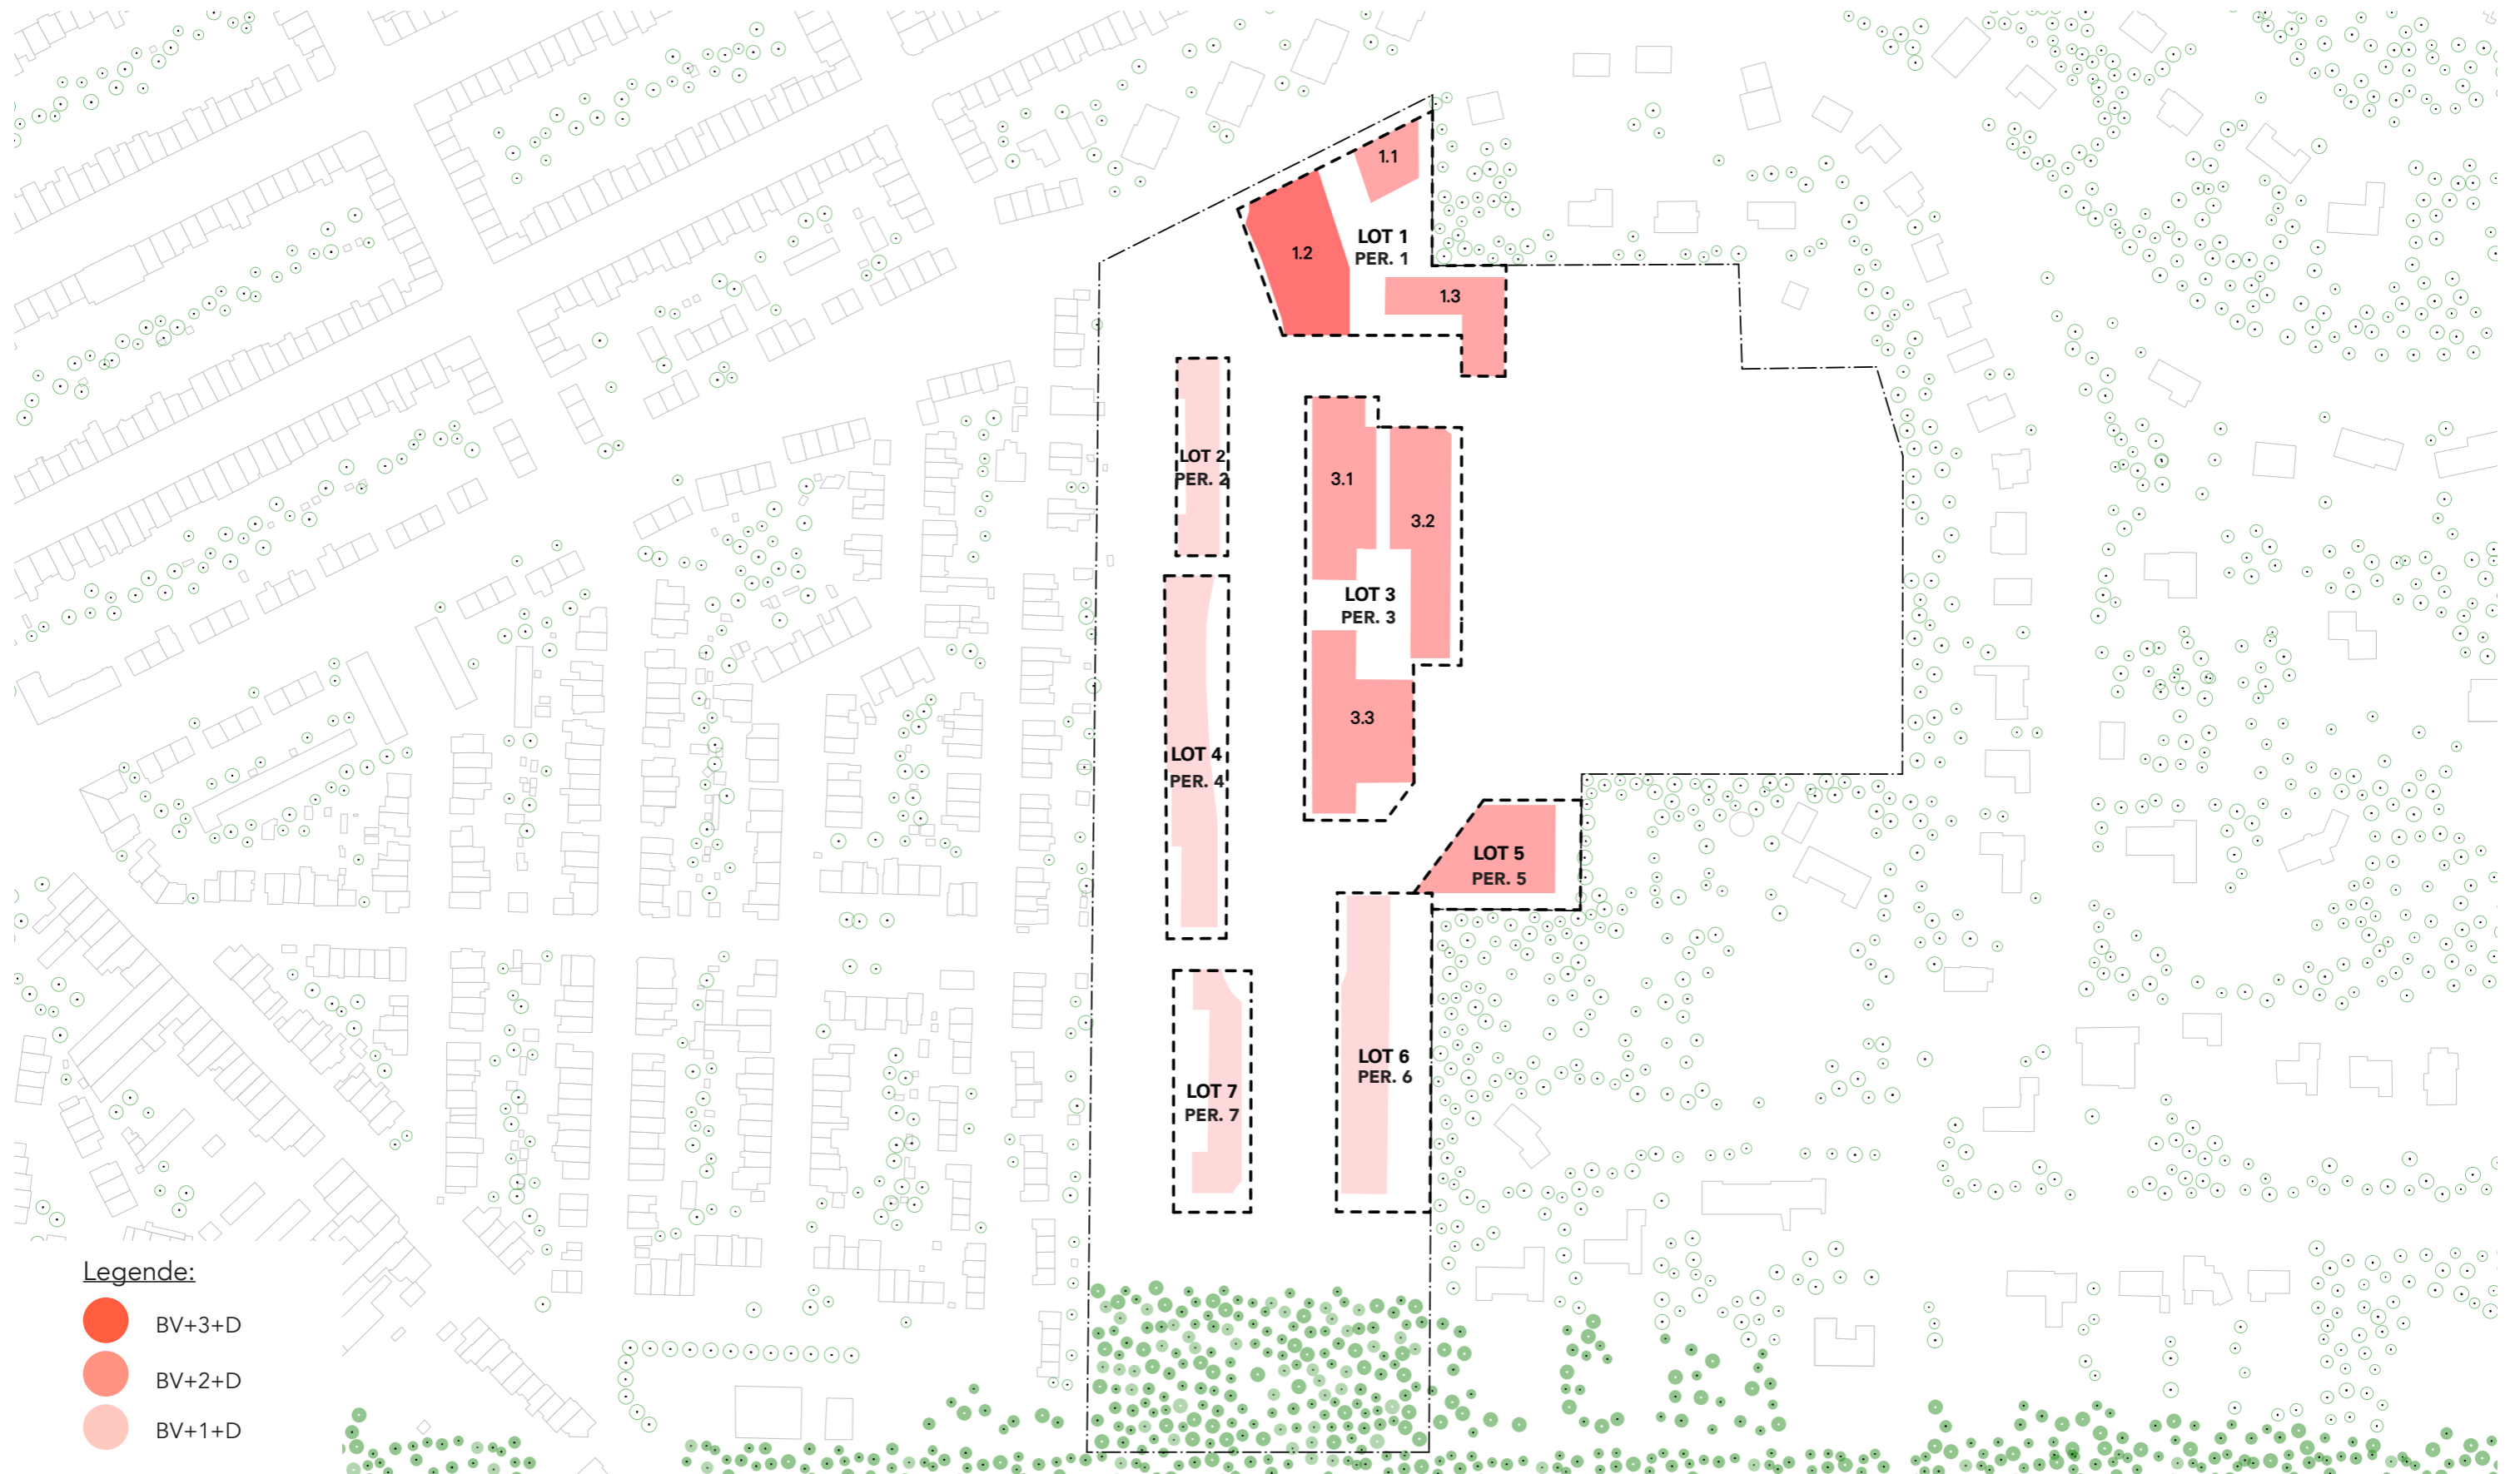 1.1
1.2
LOT 1
PER. 1
1.3
LOT 2
PER. 2
3.1
3.2
LOT 3
PER. 3
3.3
LOT 4
PER. 4
LOT 5
PER. 5
LOT 6
PER. 6
LOT 7
PER. 7
Legende:
BV+3+D
BV+2+D
BV+1+D